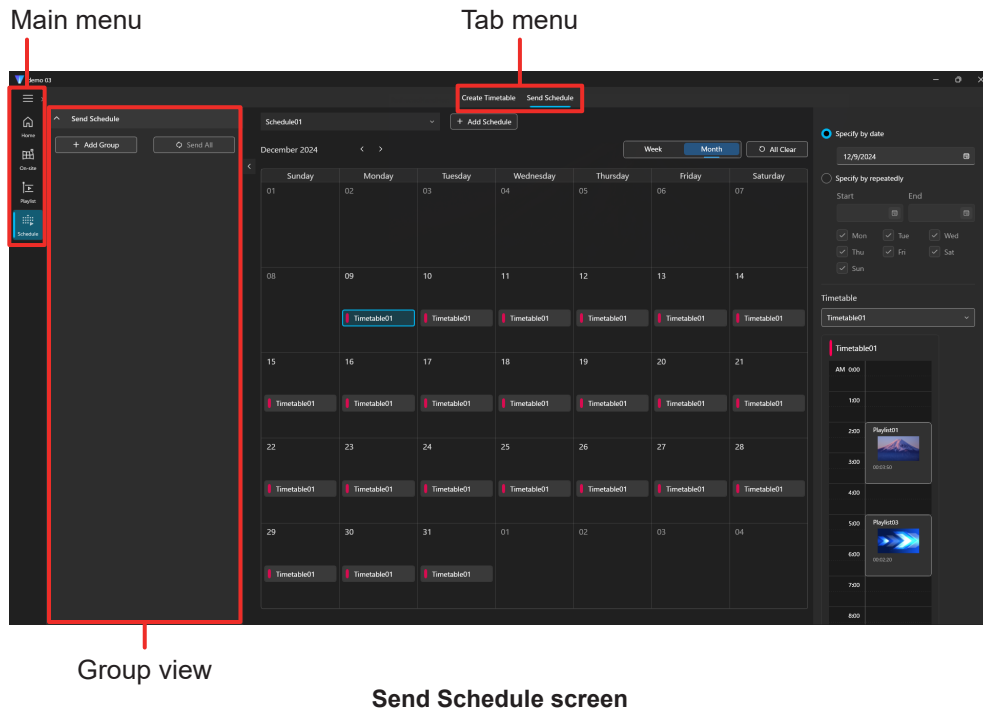 Main menu
Tab menu
demo 03
Create Timetable Send Schedule
Home
On-site
Playlist
Schedule
Send Schedule
+ Add Group
Send All
Schedule01
+ Add Schedule
December 2024
Week Month
All Clear
Sunday Monday Tuesday Wednesday Thursday Friday Saturday
01 02 03 04 05 06 07
08 09 10 11 12 13 14
Timetable01 Timetable01 Timetable01 Timetable01 Timetable01 Timetable01
15 16 17 18 19 20 21
Timetable01 Timetable01 Timetable01 Timetable01 Timetable01 Timetable01 Timetable01
22 23 24 25 26 27 28
Timetable01 Timetable01 Timetable01 Timetable01 Timetable01 Timetable01 Timetable01
29 30 31 01 02 03 04
Timetable01 Timetable01 Timetable01
Specify by date
12/9/2024
Specify by repeatedly
Start End
Mon Tue Wed
Thu Fri Sat
Sun
Timetable
Timetable01
Timetable01
AM 0:00
1:00
2:00
Playlist01
3:00
00:03:50
4:00
5:00
Playlist03
6:00
00:02:20
7:00
8:00
Group view
Send Schedule screen